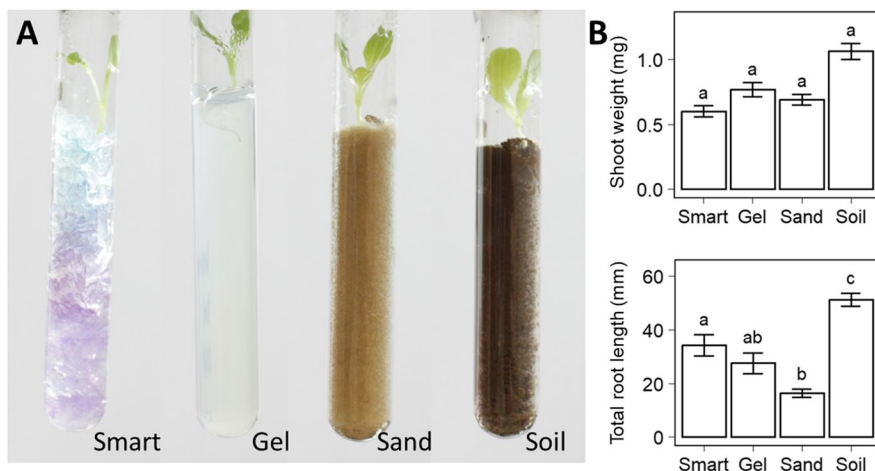 A
Smart
Gel
Sand
Soil
B
Shoot weight (mg)
1.0
0.5
0.0
a
a
a
a
Smart
Gel
Sand
Soil
Total root length (mm)
60
40
20
0
a
ab
b
c
Smart
Gel
Sand
Soil